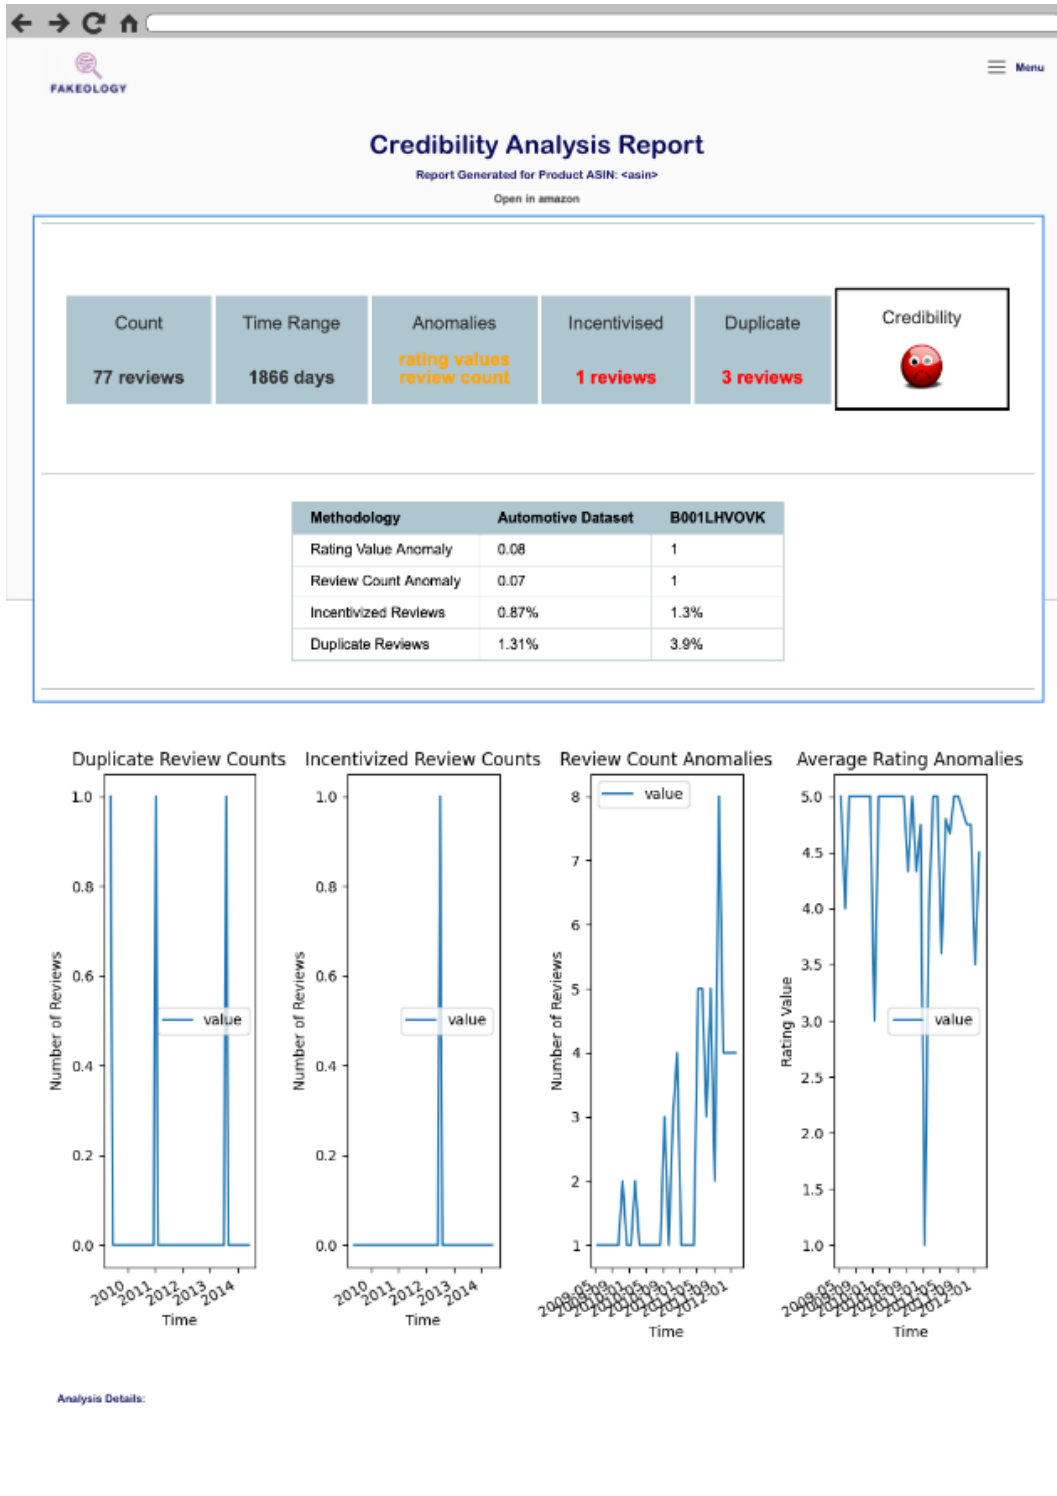 FAKEOLOGY
Menu
Credibility Analysis Report
Report Generated for Product ASIN: <asin>
Open in amazon
Count
77 reviews
Time Range
1866 days
Anomalies
rating values
review count
Incentivised
1 reviews
Duplicate
3 reviews
Credibility
Methodology Automotive Dataset B001LHVOVK
Rating Value Anomaly 0.08 1
Review Count Anomaly 0.07 1
Incentivized Reviews 0.87% 1.3%
Duplicate Reviews 1.31% 3.9%
Duplicate Review Counts
Number of Reviews
1.0
0.8
0.6
0.4
0.2
0.0
value
2010 2011 2012 2013 2014
Time
Incentivized Review Counts
Number of Reviews
1.0
0.8
0.6
0.4
0.2
0.0
value
2010 2011 2012 2013 2014
Time
Review Count Anomalies
Number of Reviews
8
7
6
5
4
3
2
1
value
2009-05
2012-01
Time
Average Rating Anomalies
Rating Value
5.0
4.5
4.0
3.5
3.0
2.5
2.0
1.5
1.0
value
2009-05
2012-01
Time
Analysis Details: